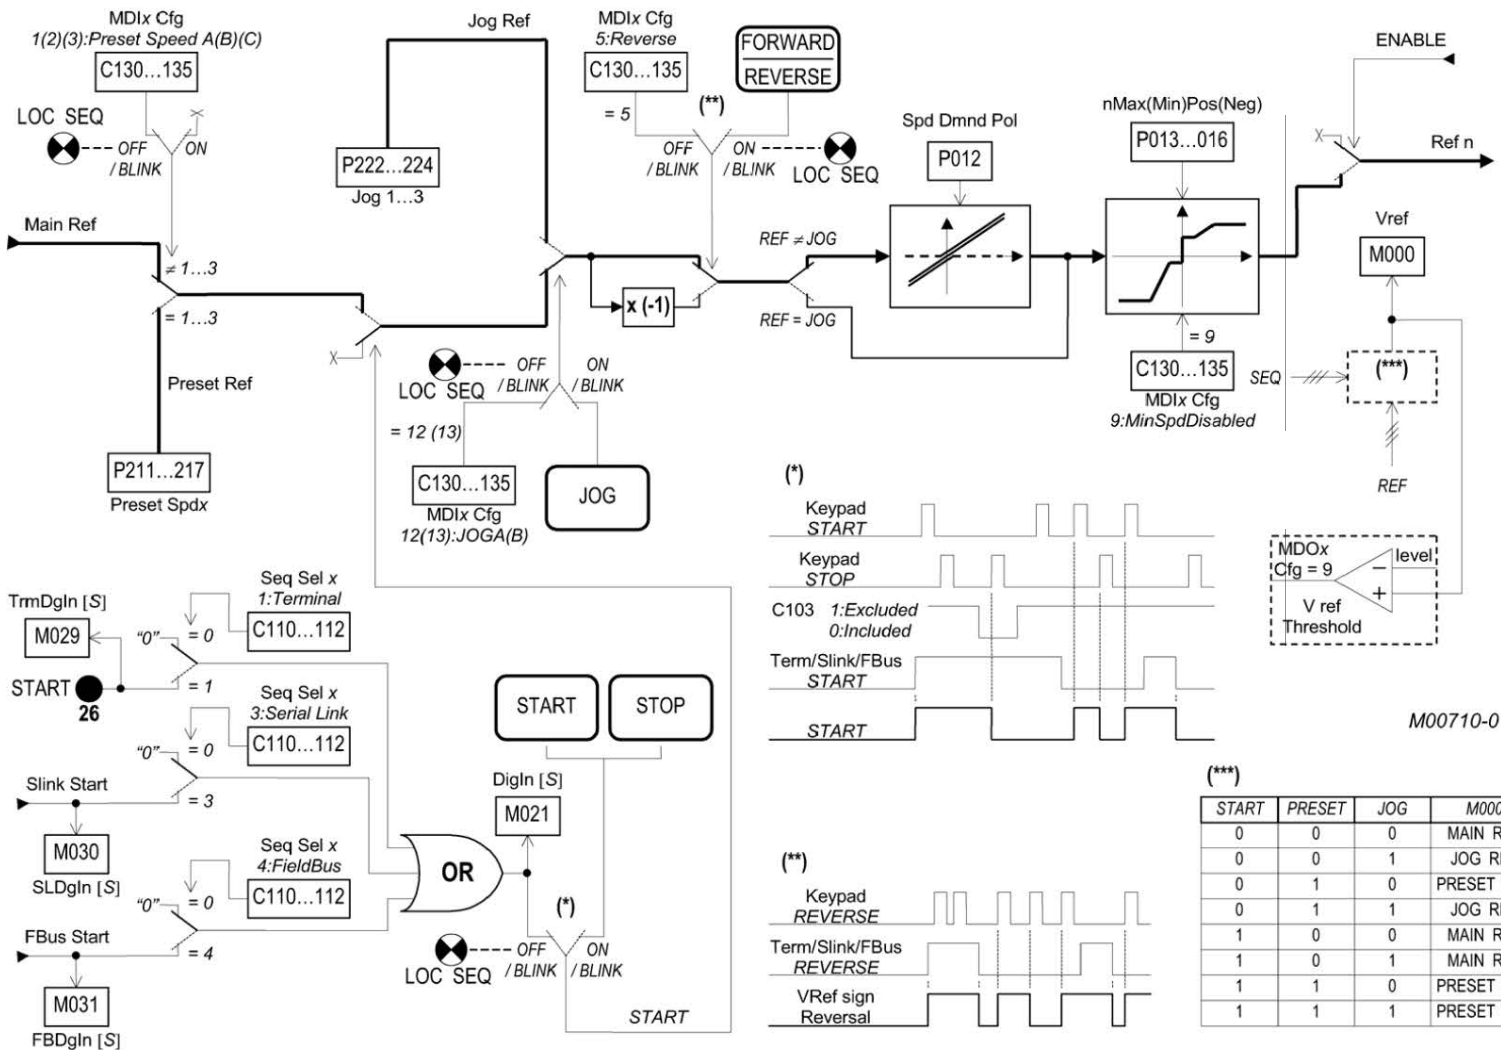 MDIx Cfg
1(2)(3):Preset Speed A(B)(C)
C130...135
LOC SEQ
OFF
/BLINK
ON
Main Ref
≠ 1...3
= 1...3
Preset Ref
P211...217
Preset Spdx
Jog Ref
P222...224
Jog 1...3
LOC SEQ
OFF
/BLINK
ON
/BLINK
= 12 (13)
C130...135
MDIx Cfg
12(13):JOGA(B)
JOG
MDIx Cfg
5:Reverse
C130...135
= 5
(**)
FORWARD
REVERSE
OFF
/BLINK
ON
/BLINK
LOC SEQ
x (-1)
REF ≠ JOG
REF = JOG
Spd Dmnd Pol
P012
nMax(Min)Pos(Neg)
P013...016
= 9
C130...135
MDIx Cfg
9:MinSpdDisabled
ENABLE
Ref n
Vref
M000
(***)
SEQ
REF
MDOx
Cfg = 9
level
−
+
V ref
Threshold
TrmDgIn [S]
M029
START
26
"0"
= 0
= 1
Seq Sel x
1:Terminal
C110...112
Seq Sel x
3:Serial Link
C110...112
"0"
= 0
= 3
Slink Start
M030
SLDgIn [S]
Seq Sel x
4:FieldBus
C110...112
"0"
= 0
= 4
FBus Start
M031
FBDgIn [S]
OR
START
STOP
DigIn [S]
M021
(*)
LOC SEQ
OFF
/BLINK
ON
/BLINK
START
(*)
Keypad
START
Keypad
STOP
C103 1:Excluded
0:Included
Term/Slink/FBus
START
START
(**)
Keypad
REVERSE
Term/Slink/FBus
REVERSE
VRef sign
Reversal
M00710-0
(***)
START PRESET JOG M000
0 0 0 MAIN R
0 0 1 JOG R
0 1 0 PRESET
0 1 1 JOG R
1 0 0 MAIN R
1 0 1 MAIN R
1 1 0 PRESET
1 1 1 PRESET